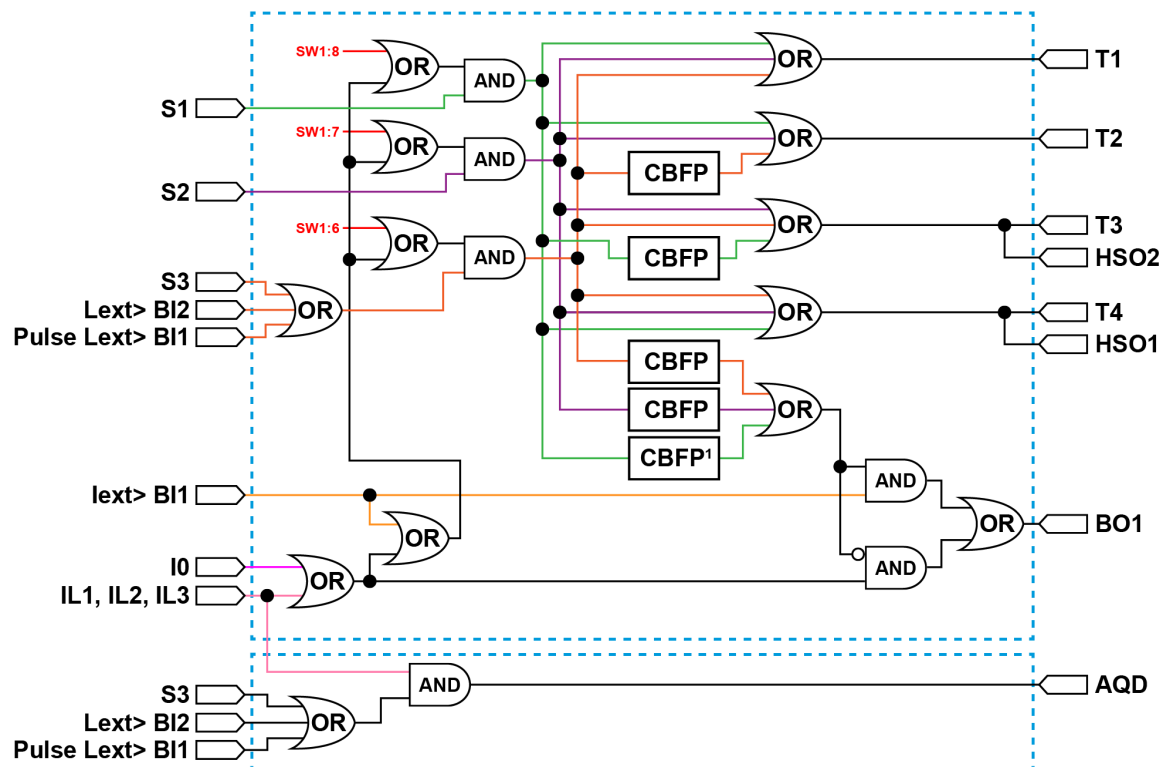 SW1:8
OR
AND
OR
T1
S1
SW1:7
OR
AND
OR
T2
CBFP
S2
SW1:6
OR
AND
OR
T3
CBFP
HSO2
S3
Lext> BI2
OR
Pulse Lext> BI1
OR
T4
HSO1
CBFP
CBFP
OR
CBFP¹
Iext> BI1
AND
OR
OR
BO1
I0
OR
AND
IL1, IL2, IL3
AND
AQD
S3
Lext> BI2
OR
Pulse Lext> BI1